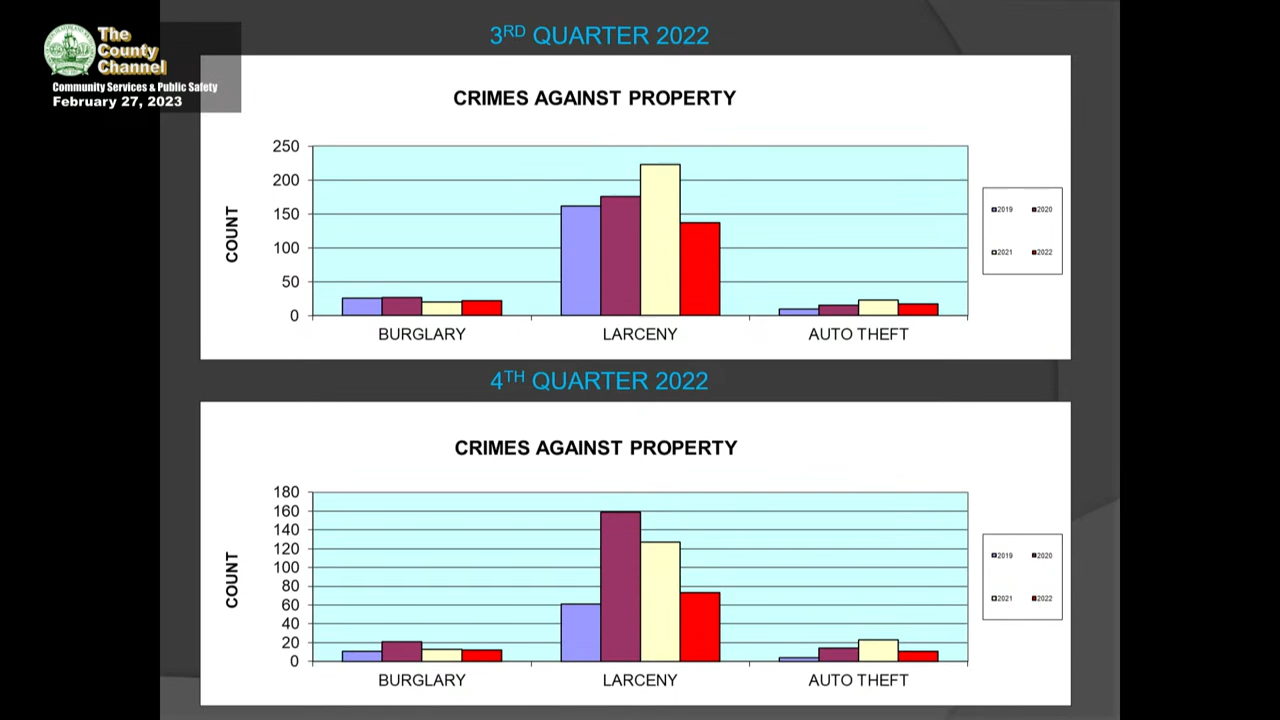 The
County
Channel
Community Services & Public Safety
February 27, 2023
3RD QUARTER 2022
CRIMES AGAINST PROPERTY
COUNT
250
200
150
100
50
0
BURGLARY LARCENY AUTO THEFT
2019 2020
2021 2022
4TH QUARTER 2022
CRIMES AGAINST PROPERTY
COUNT
180
160
140
120
100
80
60
40
20
0
BURGLARY LARCENY AUTO THEFT
2019 2020
2021 2022